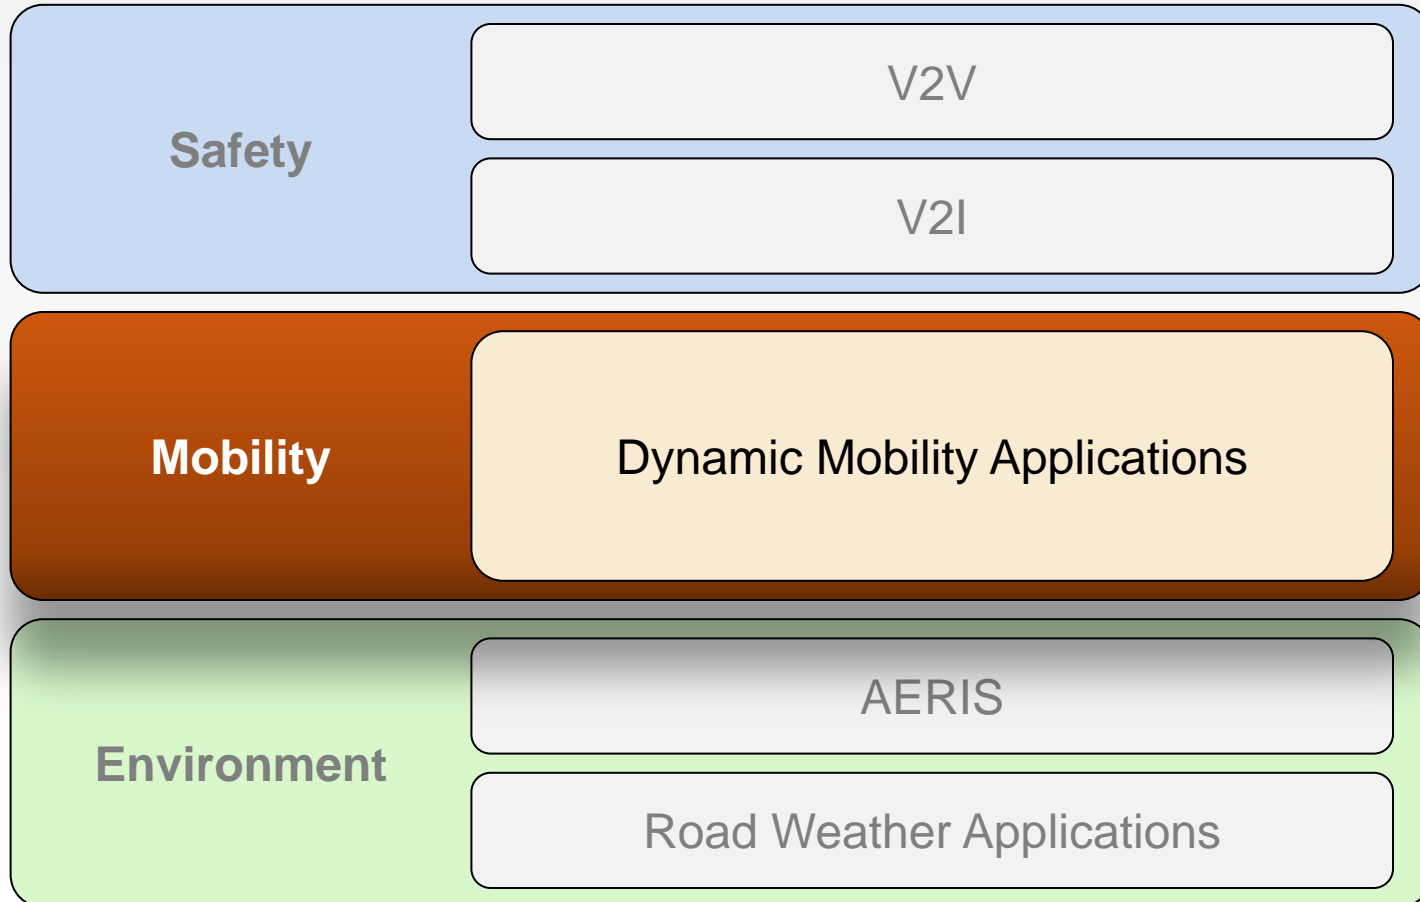 Safety
V2V
V2I
Mobility
Dynamic Mobility Applications
Environment
AERIS
Road Weather Applications